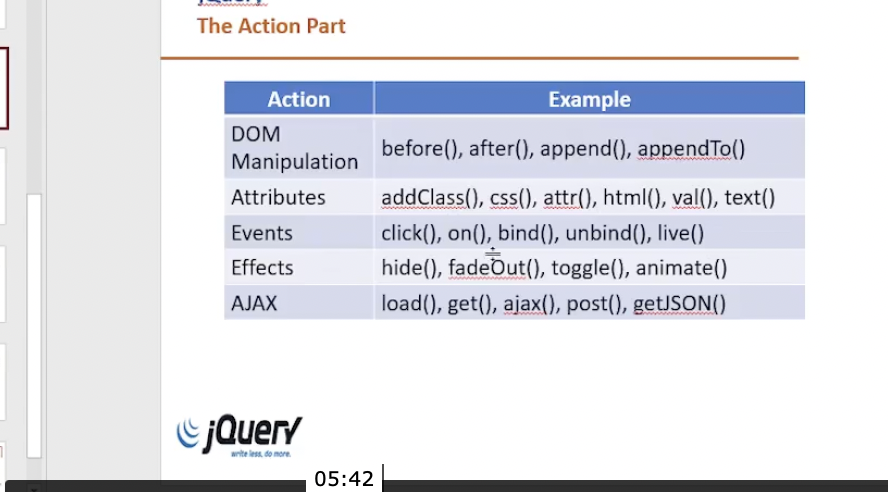 jQuery
The Action Part
Action Example
DOM
Manipulation
before(), after(), append(), appendTo()
Attributes addClass(), css(), attr(), html(), val(), text()
Events click(), on(), bind(), unbind(), live()
Effects hide(), fadeOut(), toggle(), animate()
AJAX load(), get(), ajax(), post(), getJSON()
jQuery
write less, do more.
05:42